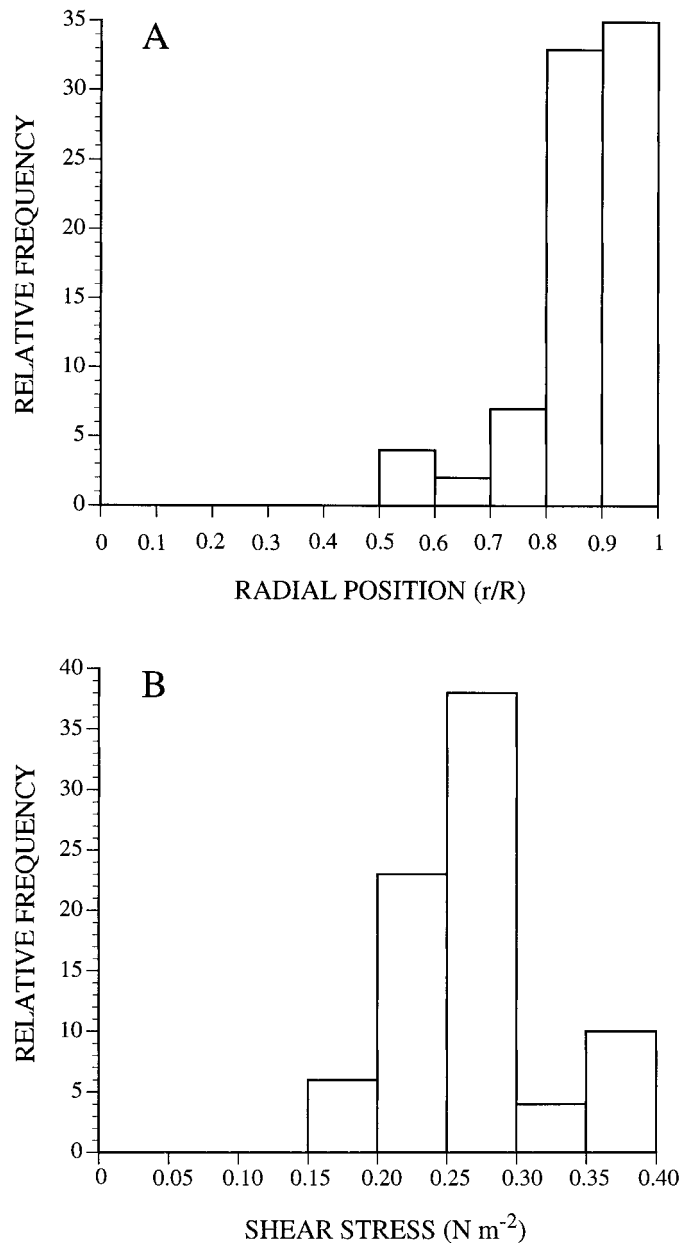 A
RELATIVE FREQUENCY
35
30
25
20
15
10
5
0
0 0.1 0.2 0.3 0.4 0.5 0.6 0.7 0.8 0.9 1
RADIAL POSITION (r/R)
B
RELATIVE FREQUENCY
40
35
30
25
20
15
10
5
0
0 0.05 0.10 0.15 0.20 0.25 0.30 0.35 0.40
SHEAR STRESS (N m⁻²)